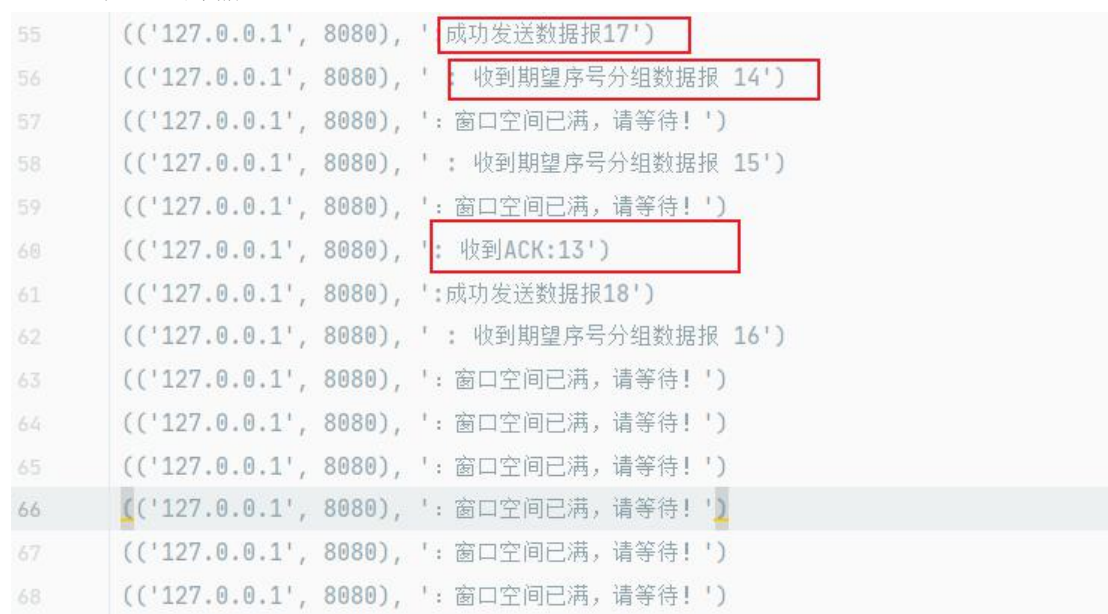 55 (('127.0.0.1', 8080), ':成功发送数据报17')
56 (('127.0.0.1', 8080), ' : 收到期望序号分组数据报 14')
57 (('127.0.0.1', 8080), ': 窗口空间已满，请等待! ')
58 (('127.0.0.1', 8080), ' : 收到期望序号分组数据报 15')
59 (('127.0.0.1', 8080), ': 窗口空间已满，请等待! ')
60 (('127.0.0.1', 8080), ': 收到ACK:13')
61 (('127.0.0.1', 8080), ':成功发送数据报18')
62 (('127.0.0.1', 8080), ' : 收到期望序号分组数据报 16')
63 (('127.0.0.1', 8080), ': 窗口空间已满，请等待! ')
64 (('127.0.0.1', 8080), ': 窗口空间已满，请等待! ')
65 (('127.0.0.1', 8080), ': 窗口空间已满，请等待! ')
66 (('127.0.0.1', 8080), ': 窗口空间已满，请等待! ')
67 (('127.0.0.1', 8080), ': 窗口空间已满，请等待! ')
68 (('127.0.0.1', 8080), ': 窗口空间已满，请等待! ')